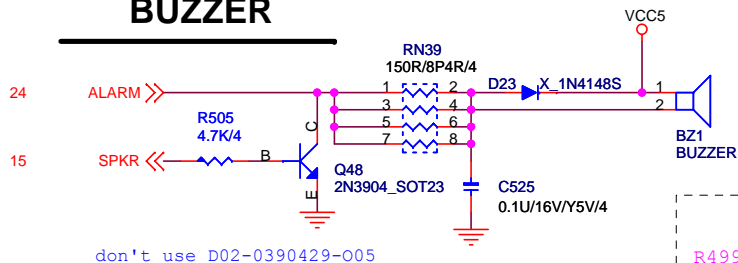 BUZZER
VCC5
RN39
150R/8P4R/4
24 ALARM 1 2 D23 X_1N4148S 1
3 4 2
R505
4.7K/4
C 5 6
BZ1
BUZZER
15 SPKR B 7 8
Q48
2N3904_SOT23
E
C525
0.1U/16V/Y5V/4
don't use D02-0390429-O05
R499